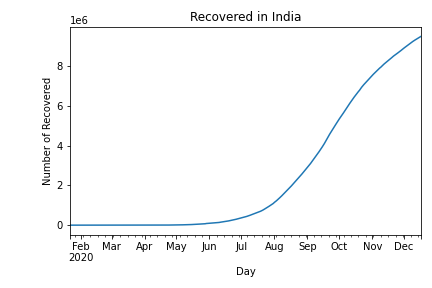 Recovered in India
1e6
8
6
4
2
0
Number of Recovered
Feb Mar Apr May Jun Jul Aug Sep Oct Nov Dec
2020
Day